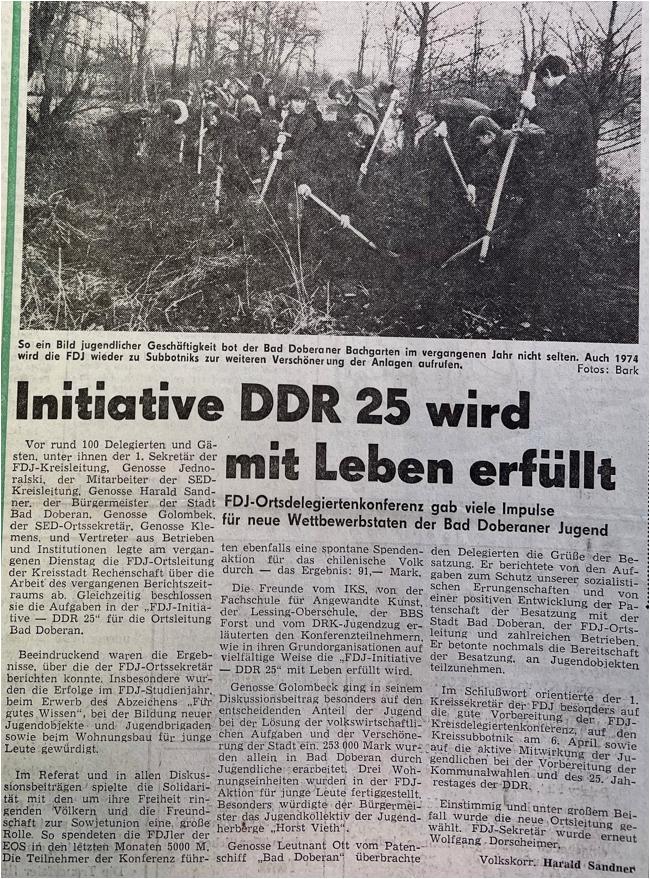 So ein Bild jugendlicher Geschäftigkeit bot der Bad Doberaner Bachgarten im vergangenen Jahr nicht selten. Auch 1974
wird die FDJ wieder zu Subbotniks zur weiteren Verschönerung der Anlagen aufrufen.
Fotos: Bark
Initiative DDR 25 wird
mit Leben erfüllt
FDJ-Ortsdelegiertenkonferenz gab viele Impulse
für neue Wettbewerbstaten der Bad Doberaner Jugend
Vor rund 100 Delegierten und Gä-
sten, unter ihnen der 1. Sekretär der
FDJ-Kreisleitung, Genosse Jedno-
ralski, der Mitarbeiter der SED-
Kreisleitung, Genosse Harald Sand-
ner, der Bürgermeister der Stadt
Bad Doberan, Genosse Golombek,
der SED-Ortssekretär, Genosse Kle-
mens, und Vertreter aus Betrieben
und Institutionen legte am vergan-
genen Dienstag die FDJ-Ortsleitung
der Kreisstadt Rechenschaft über die
Arbeit des vergangenen Berichtszeit-
raums ab. Gleichzeitig beschlossen
sie die Aufgaben in der „FDJ-Initia-
tive — DDR 25“ für die Ortsleitung
Bad Doberan.
Beeindruckend waren die Ergeb-
nisse, über die der FDJ-Ortssekretär
berichten konnte. Insbesondere wur-
den die Erfolge im FDJ-Studienjahr,
beim Erwerb des Abzeichens „Für
gutes Wissen“, bei der Bildung neuer
Jugendobjekte und Jugendbrigaden
sowie beim Wohnungsbau für junge
Leute gewürdigt.
Im Referat und in allen Diskus-
sionsbeiträgen spielte die Solidari-
tät mit den um ihre Freiheit rin-
genden Völkern und die Freund-
schaft zur Sowjetunion eine große
Rolle. So spendeten die FDJler der
EOS in den letzten Monaten 5000 M.
Die Teilnehmer der Konferenz führ-
ten ebenfalls eine spontane Spenden-
aktion für das chilenische Volk
durch — das Ergebnis: 91,— Mark.
Die Freunde vom IKS, von der
Fachschule für Angewandte Kunst,
der Lessing-Oberschule, der BBS
Forst und vom DRK-Jugendzug er-
läuterten den Konferenzteilnehmern,
wie in ihren Grundorganisationen auf
vielfältige Weise die „FDJ-Initiative
— DDR 25“ mit Leben erfüllt wird.
Genosse Golombeck ging in seinem
Diskussionsbeitrag besonders auf den
entscheidenden Anteil der Jugend
bei der Lösung der volkswirtschaftli-
chen Aufgaben und der Verschöne-
rung der Stadt ein. 253 000 Mark wur-
den allein in Bad Doberan durch
Jugendliche erarbeitet. Drei Woh-
nungseinheiten wurden in der FDJ-
Aktion für junge Leute fertiggestellt.
Besonders würdigte der Bürgermei-
ster das Jugendkollektiv der Jugend-
herberge „Horst Vieth“.
Genosse Leutnant Ott vom Paten-
schiff „Bad Doberan“ überbrachte
den Delegierten die Grüße der Be-
satzung. Er berichtete von den Auf-
gaben zum Schutz unserer sozialisti-
schen Errungenschaften und von
einer positiven Entwicklung der Pa-
tenschaft der Besatzung mit der
Stadt Bad Doberan, der FDJ-Orts-
leitung und zahlreichen Betrieben.
Er betonte nochmals die Bereitschaft
der Besatzung, an Jugendobjekten
teilzunehmen.
Im Schlußwort orientierte der 1.
Kreissekretär der FDJ besonders auf
die gute Vorbereitung der FDJ-
Kreisdelegiertenkonferenz, auf den
Kreissubbotnik am 6. April sowie
auf die aktive Mitwirkung der Ju-
gendlichen bei der Vorbereitung der
Kommunalwahlen und des 25. Jah-
restages der DDR.
Einstimmig und unter großem Bei-
fall wurde die neue Ortsleitung ge-
wählt. FDJ-Sekretär wurde erneut
Wolfgang Dorscheimer.
Volkskorr. Harald Sandner